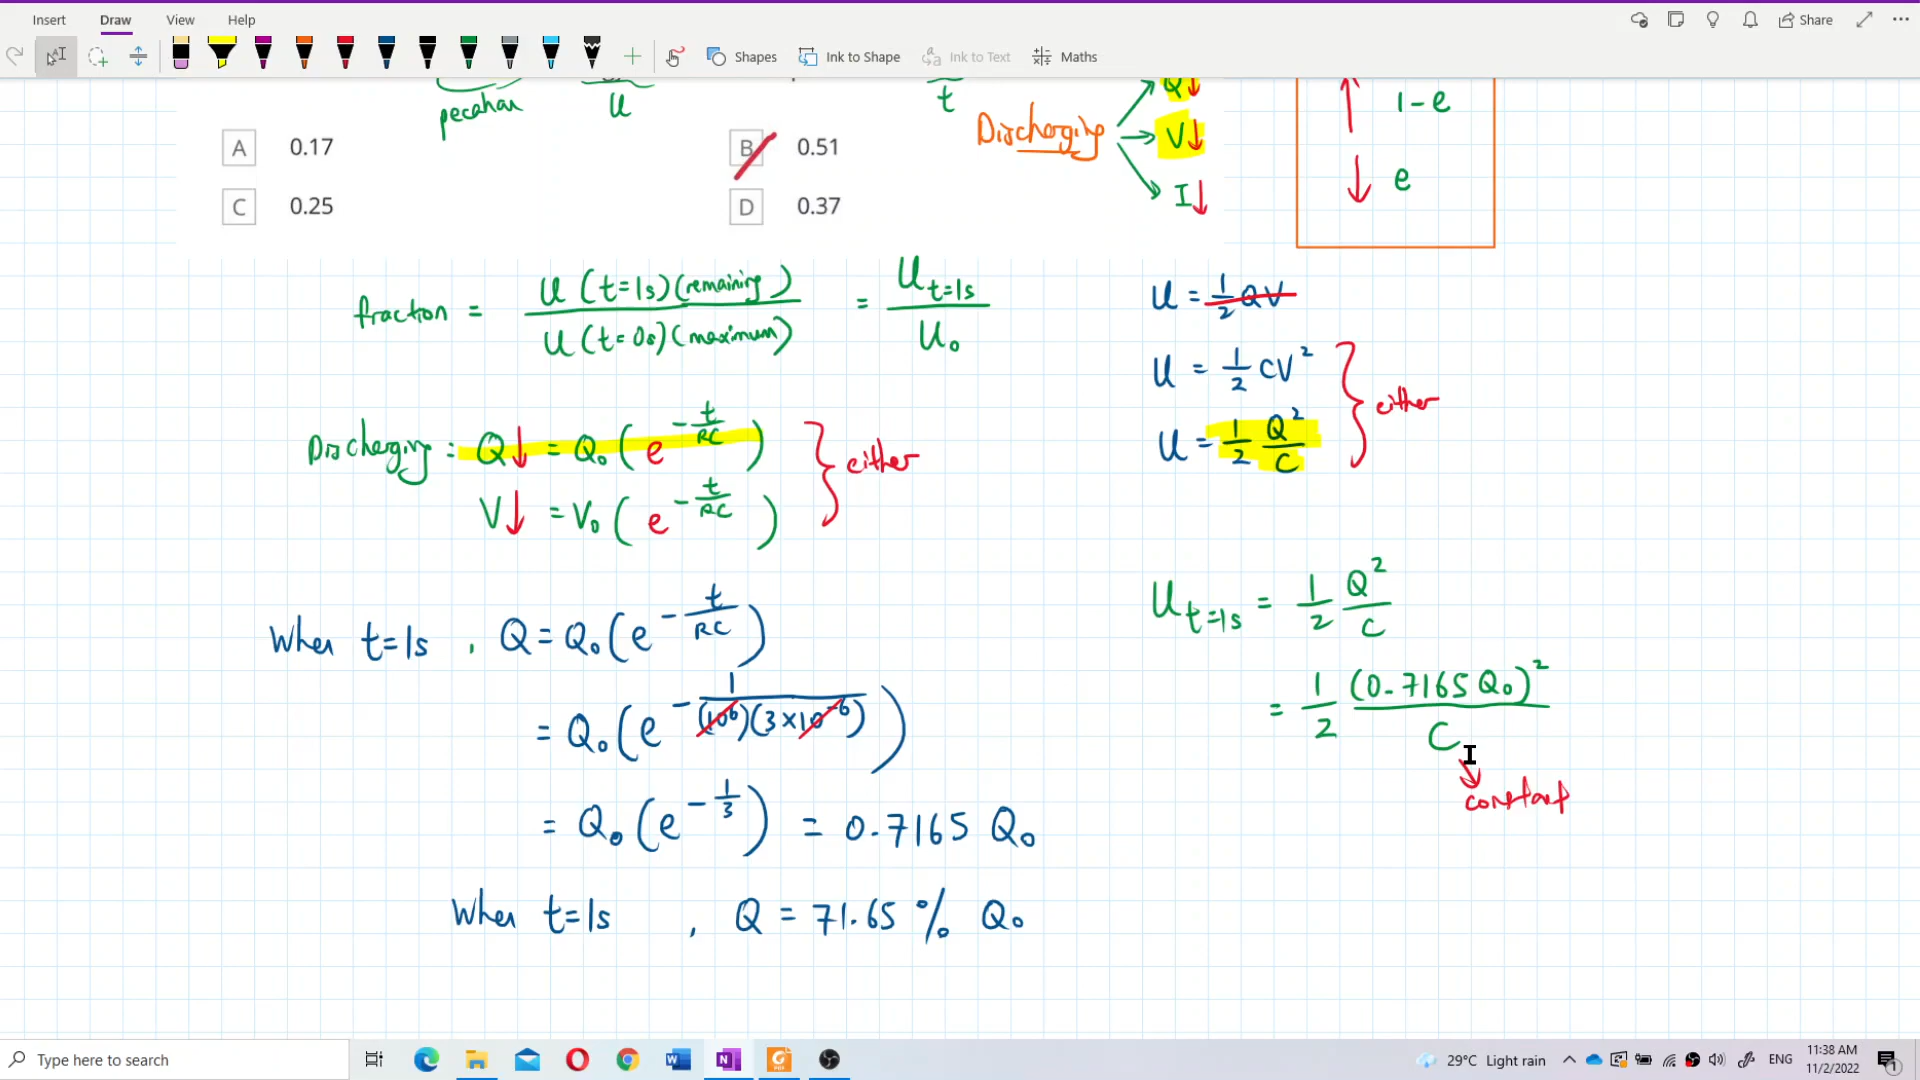 Insert Draw View Help Share
Shapes Ink to Shape Ink to Text Maths
pecahan U t Q↓ ↑ 1-e
Discharging V↓
A 0.17 B 0.51
I↓ ↓ e
C 0.25 D 0.37
fraction = U (t=1s)(remaining) / U (t=0s)(maximum) = U t=1s / U₀
U = 1/2 QV
U = 1/2 CV²
U = 1/2 Q²/C
either
Discharging : Q↓ = Q₀ ( e^-t/RC )
V↓ = V₀ ( e^-t/RC )
either
When t=1s , Q = Q₀ ( e^-t/RC )
= Q₀ ( e^-1/(10⁶)(3×10⁻⁶) )
= Q₀ ( e^-1/3 ) = 0.7165 Q₀
When t=1s , Q = 71.65 % Q₀
U t=1s = 1/2 Q²/C
= 1/2 (0.7165 Q₀)²/C
constant
Type here to search 29°C Light rain ENG 11:38 AM
11/2/2022 1